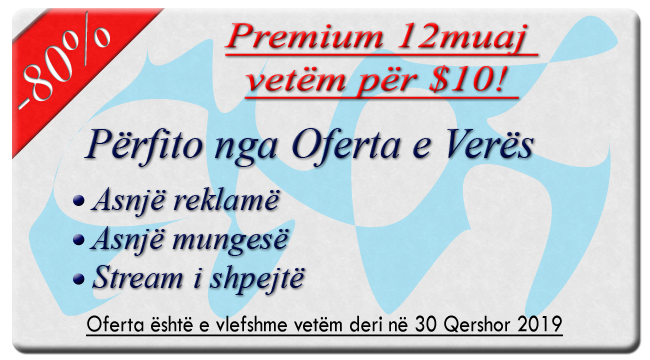 -80%
Premium 12muaj
vetëm për $10!
Përfito nga Oferta e Verës
• Asnjë reklamë
• Asnjë mungesë
• Stream i shpejtë
Oferta është e vlefshme vetëm deri në 30 Qershor 2019